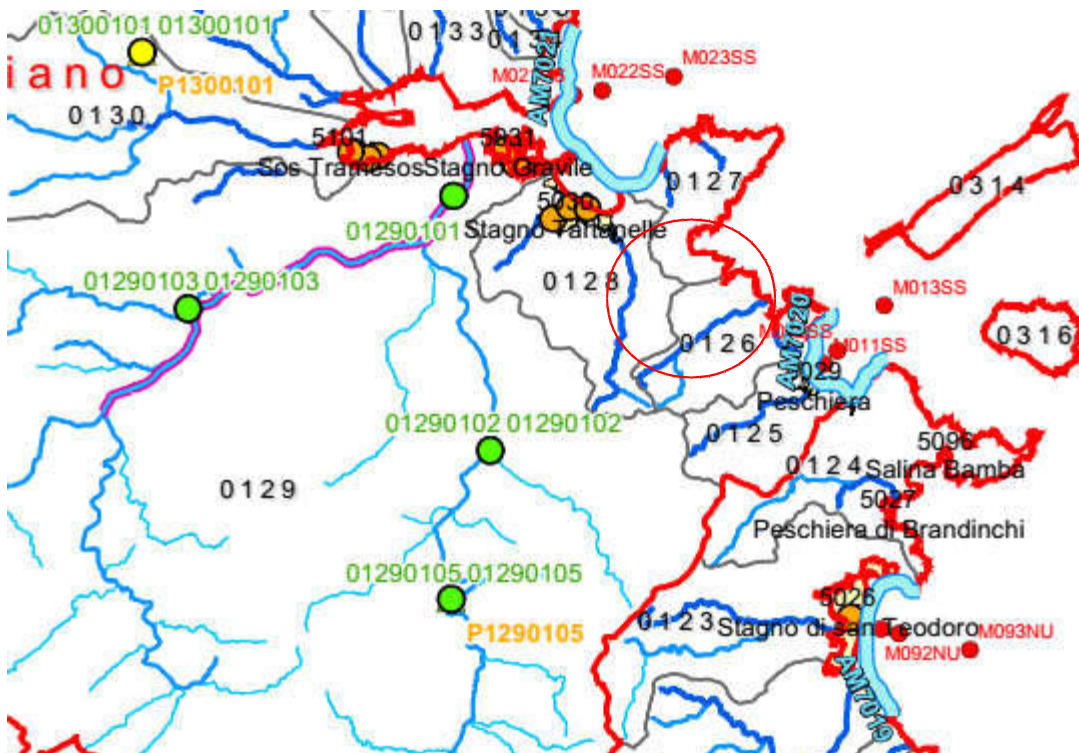 01300101 01300101
0133
AM7021
M022SS
M023SS
iano
P1300101
0130
5101
5031
Sos Tramesos
Stagno Gravile
0127
0314
5030
01290101
Stagno Tartanelle
01290103 01290103
0128
M013SS
0126
AM7020
M011SS
0316
Peschiera
01290102 01290102
0125
5096
0129
0124
Salina Bamba
5027
Peschiera di Brandinchi
01290105 01290105
5026
P1290105
0123
Stagno di san Teodoro
M093NU
M092NU
AM7019